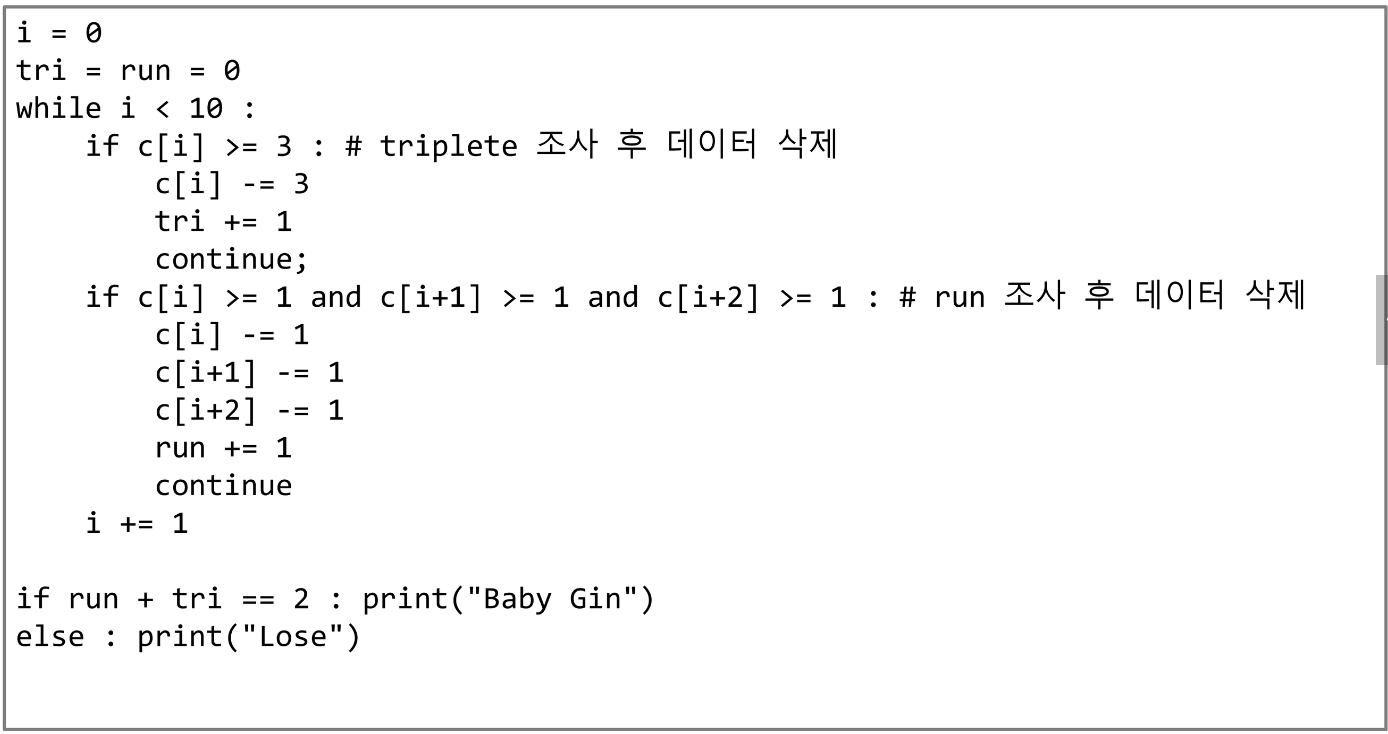 i = 0
tri = run = 0
while i < 10 :
    if c[i] >= 3 : # triplete 조사 후 데이터 삭제
        c[i] -= 3
        tri += 1
        continue;
    if c[i] >= 1 and c[i+1] >= 1 and c[i+2] >= 1 : # run 조사 후 데이터 삭제
        c[i] -= 1
        c[i+1] -= 1
        c[i+2] -= 1
        run += 1
        continue
    i += 1

if run + tri == 2 : print("Baby Gin")
else : print("Lose")